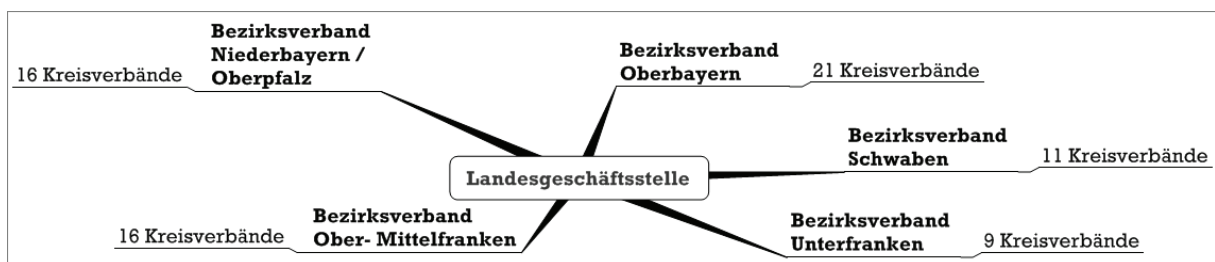 Bezirksverband
Niederbayern /
Oberpfalz
16 Kreisverbände
Bezirksverband
Oberbayern
21 Kreisverbände
Bezirksverband
Schwaben
11 Kreisverbände
Landesgeschäftsstelle
Bezirksverband
Ober- Mittelfranken
16 Kreisverbände
Bezirksverband
Unterfranken
9 Kreisverbände